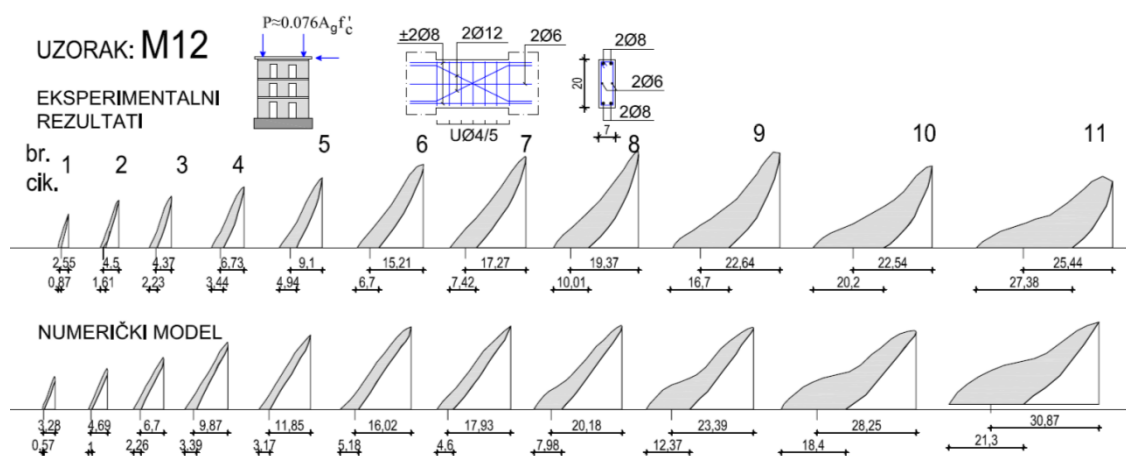 UZORAK: M12
P≈0.076Agf'c
±2Ø8
2Ø12
2Ø6
UØ4/5
2Ø8
20
2Ø6
2Ø8
7
EKSPERIMENTALNI
REZULTATI
br.
cik.
1 2 3 4 5 6 7 8 9 10 11
2,55 4,5 4,37 6,73 9,1 15,21 17,27 19,37 22,64 22,54 25,44
0,87 1,61 2,23 3,44 4,94 6,7 7,42 10,01 16,7 20,2 27,38
NUMERIČKI MODEL
3,28 4,69 6,7 9,87 11,85 16,02 17,93 20,18 23,39 28,25 30,87
0,57 1 2,26 3,39 3,17 5,18 4,6 7,98 12,37 18,4 21,3